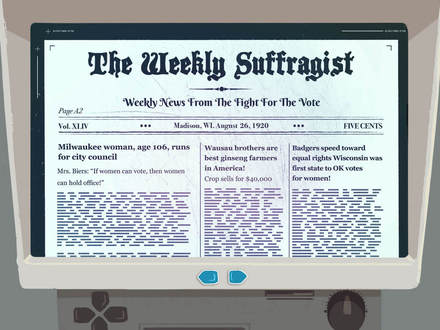 The Weekly Suffragist
Weekly News From The Fight For The Vote
Page A2
Vol. XLIV
Madison, WI. August 26, 1920
FIVE CENTS
Milwaukee woman, age 106, runs
for city council
Mrs. Biers: "If women can vote, then women
can hold office!"
Wausau brothers are
best ginseng farmers
in America!
Crop sells for $40,000
Badgers speed toward
equal rights Wisconsin was
first state to OK votes
for women!